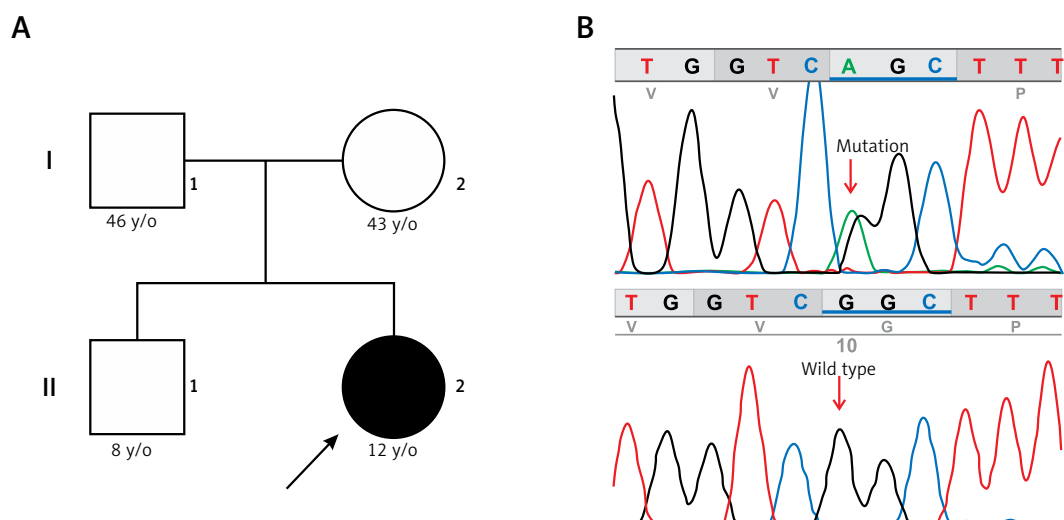 A
I
1
2
46 y/o
43 y/o
II
1
2
8 y/o
12 y/o
B
T G G T C A G C T T T
V V P
Mutation
T G G T C G G C T T T
V V G P
10
Wild type